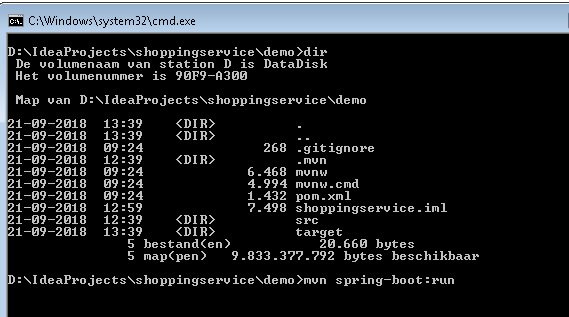 C:\Windows\system32\cmd.exe
D:\IdeaProjects\shoppingservice\demo>dir
De volumenaam van station D is DataDisk
Het volumenummer is 90F9-A300
Map van D:\IdeaProjects\shoppingservice\demo
21-09-2018 13:39 <DIR> .
21-09-2018 13:39 <DIR> ..
21-09-2018 09:24 268 .gitignore
21-09-2018 12:39 <DIR> .mvn
21-09-2018 09:24 6.468 mvnw
21-09-2018 09:24 4.994 mvnw.cmd
21-09-2018 09:24 1.432 pom.xml
21-09-2018 12:59 7.498 shoppingservice.iml
21-09-2018 12:39 <DIR> src
21-09-2018 13:39 <DIR> target
5 bestand(en) 20.660 bytes
5 map(pen) 9.833.377.792 bytes beschikbaar
D:\IdeaProjects\shoppingservice\demo>mvn spring-boot:run